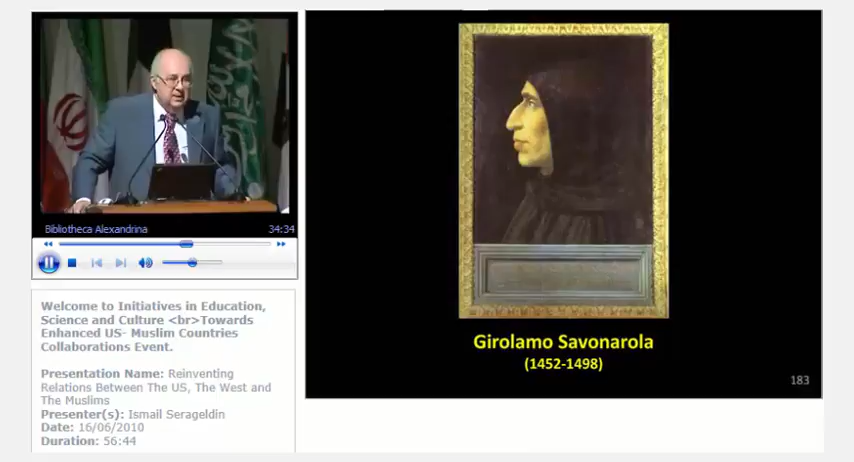 Bibliotheca Alexandrina 34:34
Welcome to Initiatives in Education,
Science and Culture <br>Towards
Enhanced US- Muslim Countries
Collaborations Event.
Presentation Name: Reinventing
Relations Between The US, The West and
The Muslims
Presenter(s): Ismail Serageldin
Date: 16/06/2010
Duration: 56:44
Girolamo Savonarola
(1452-1498)
183